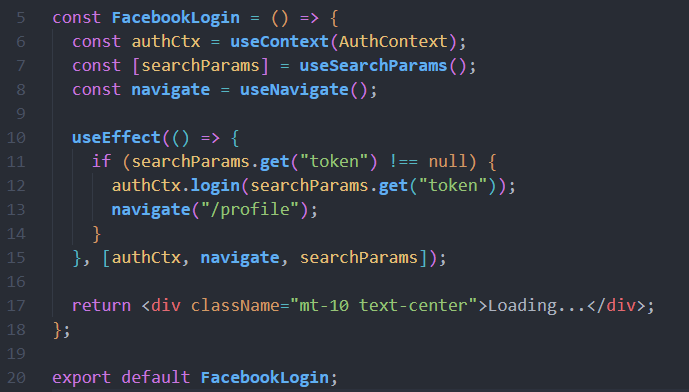 5 const FacebookLogin = () => {
6   const authCtx = useContext(AuthContext);
7   const [searchParams] = useSearchParams();
8   const navigate = useNavigate();
9
10   useEffect(() => {
11     if (searchParams.get("token") !== null) {
12       authCtx.login(searchParams.get("token"));
13       navigate("/profile");
14     }
15   }, [authCtx, navigate, searchParams]);
16
17   return <div className="mt-10 text-center">Loading...</div>;
18 };
19
20 export default FacebookLogin;